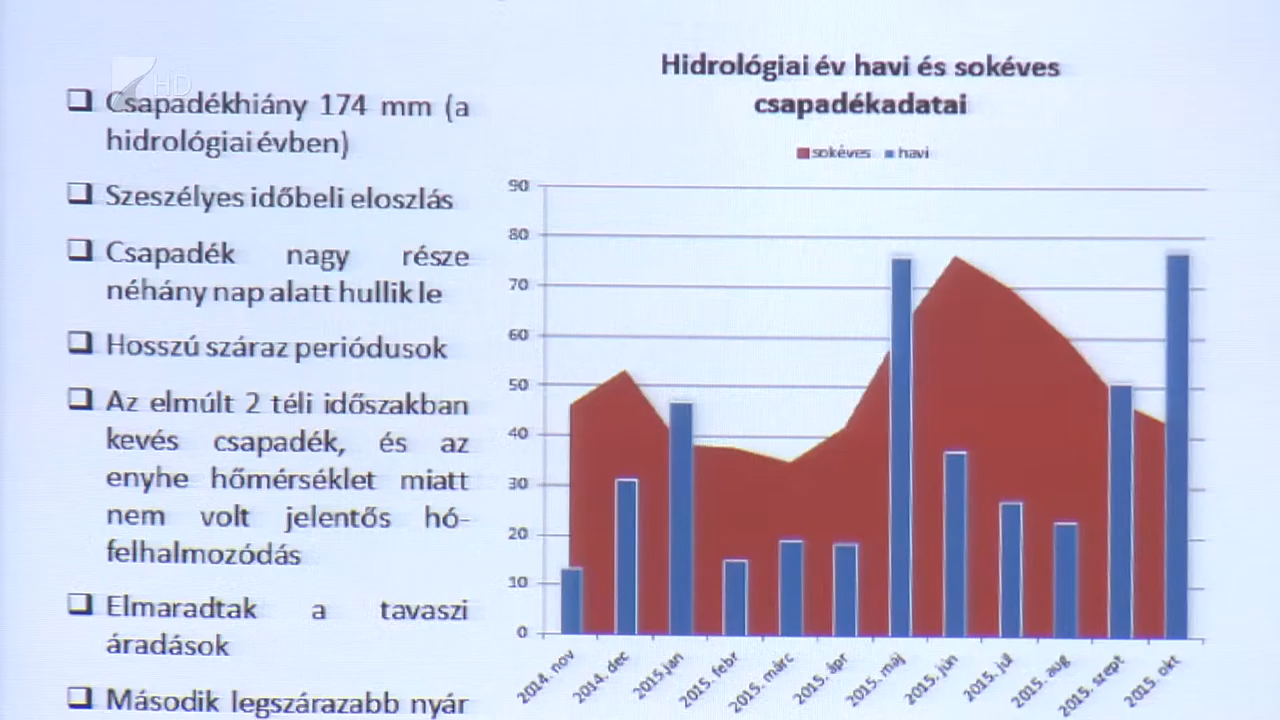 HD
Csapadékhiány 174 mm (a
hidrológiai évben)
Szeszélyes időbeli eloszlás
Csapadék nagy része
néhány nap alatt hullik le
Hosszú száraz periódusok
Az elmúlt 2 téli időszakban
kevés csapadék, és az
enyhe hőmérséklet miatt
nem volt jelentős hó-
felhalmozódás
Elmaradtak a tavaszi
áradások
Második legszárazabb nyár
Hidrológiai év havi és sokéves
csapadékadatai
sokéves havi
90
80
70
60
50
40
30
20
10
0
2014. nov
2014. dec
2015.jan
2015. febr
2015. márc
2015. ápr
2015. máj
2015. jún
2015. júl
2015. aug
2015. szept
2015. okt